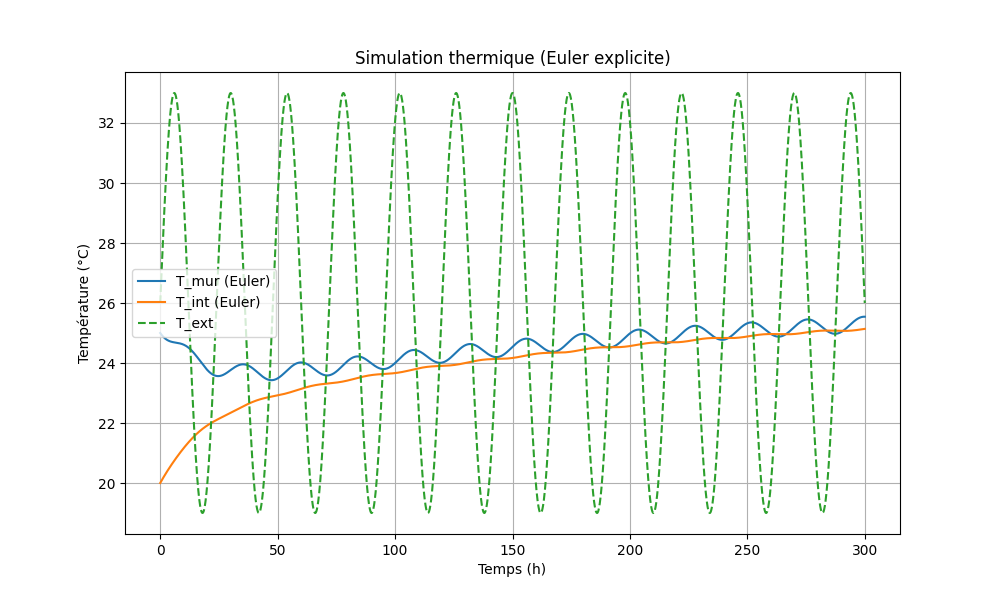 Simulation thermique (Euler explicite)
Température (°C)
32
30
28
26
24
22
20
T_mur (Euler)
T_int (Euler)
T_ext
0 50 100 150 200 250 300
Temps (h)